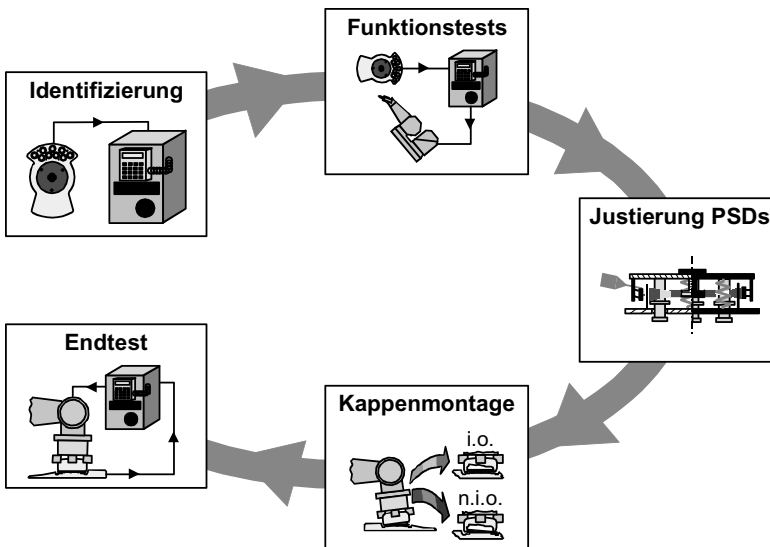 Identifizierung
Funktionstests
Justierung PSDs
Kappenmontage
i.o.
n.i.o.
Endtest